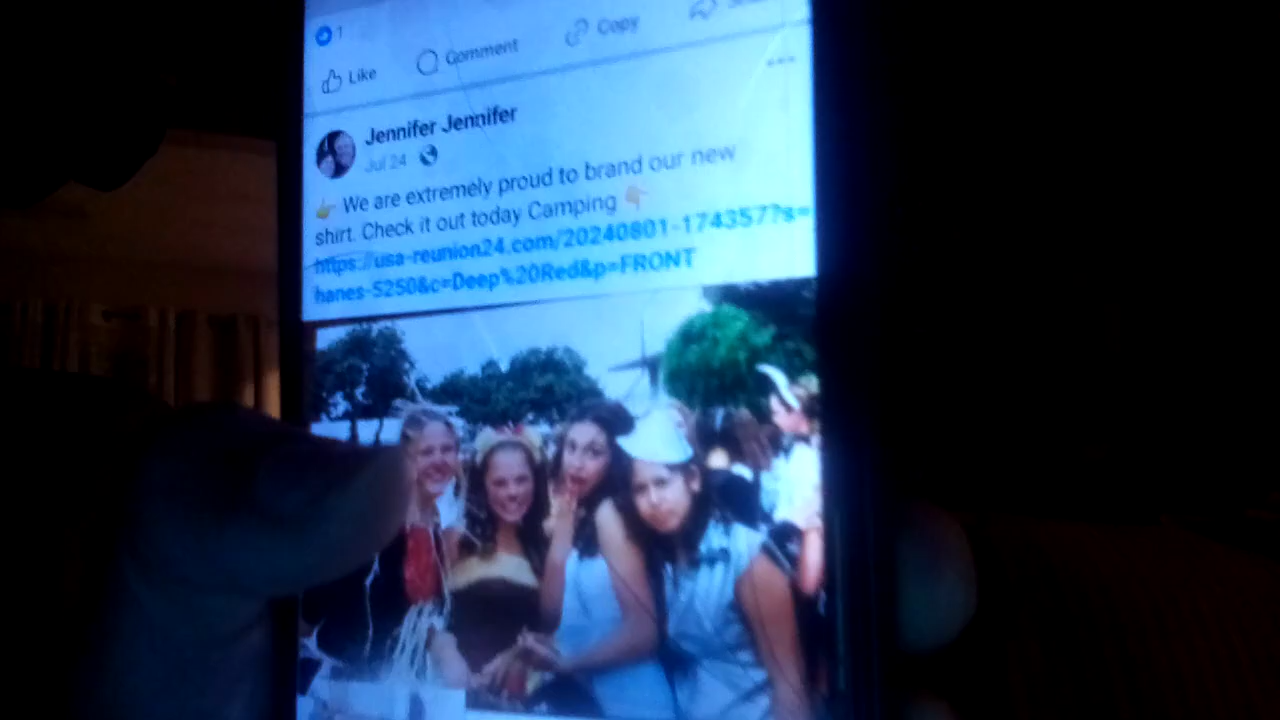 1
Like Comment Copy
Jennifer Jennifer
Jul 24
We are extremely proud to brand our new
shirt. Check it out today Camping
https://usa-reunion24.com/20240801-174357?s=
hanes-5250&c=Deep%20Red&p=FRONT